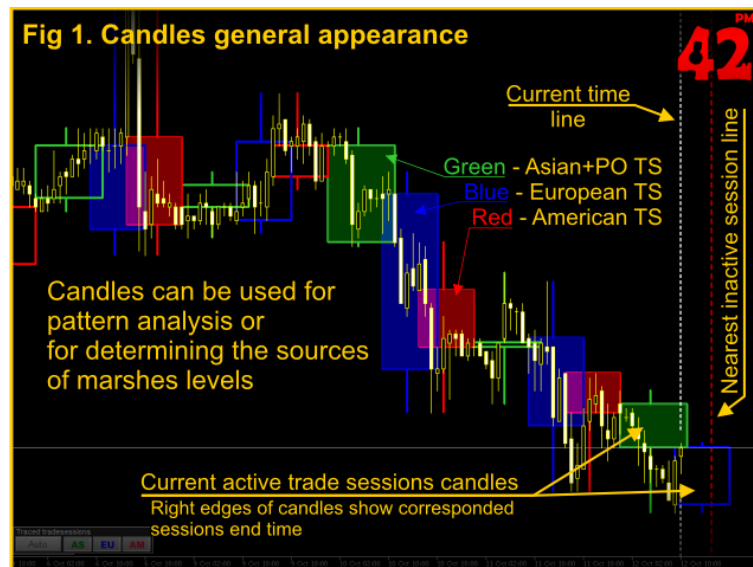 Fig 1. Candles general appearance
PM
42
Current time
line
Green - Asian+PO TS
Blue - European TS
Red - American TS
Nearest inactive session line
Candles can be used for
pattern analysis or
for determining the sources
of marshes levels
Current active trade sessions candles
Right edges of candles show corresponded
sessions end time
Traced tradesessions
Auto
AS
EU
AM